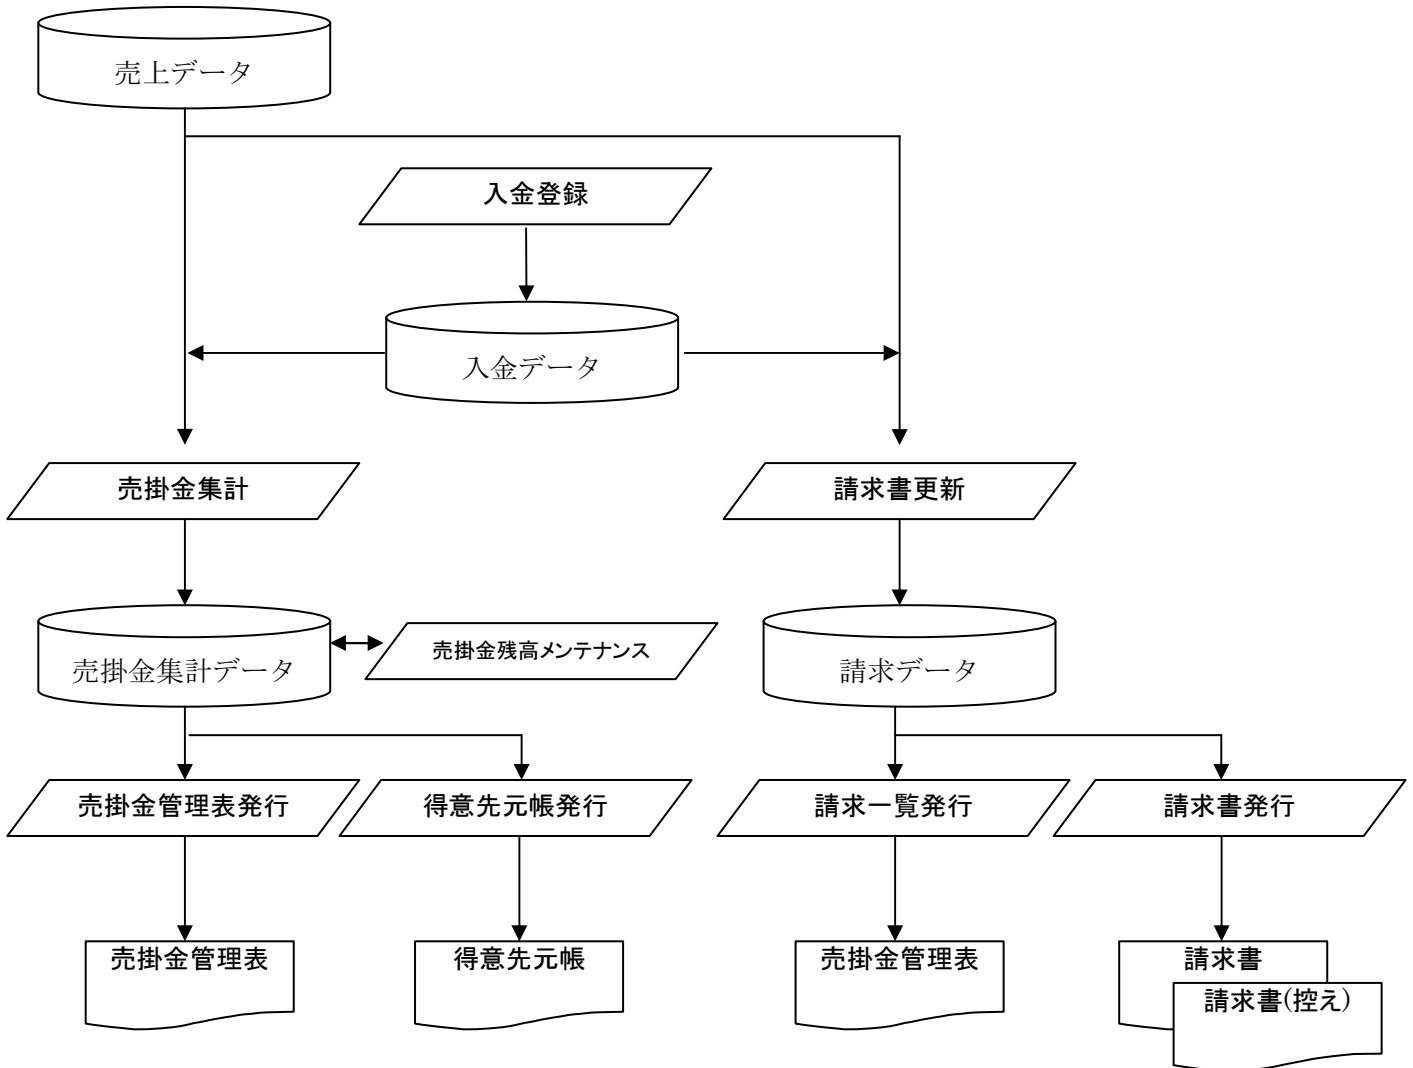 売上データ
入金登録
入金データ
売掛金集計
請求書更新
売掛金集計データ
売掛金残高メンテナンス
請求データ
売掛金管理表発行
得意先元帳発行
請求一覧発行
請求書発行
売掛金管理表
得意先元帳
売掛金管理表
請求書
請求書(控え)